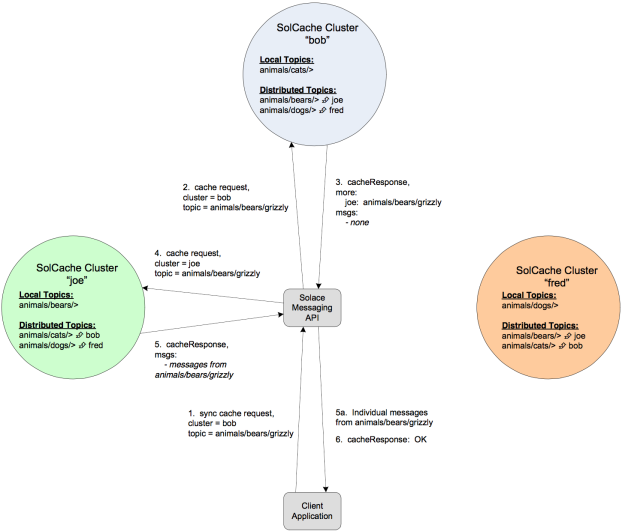 SolCache Cluster
“bob”
Local Topics:
animals/cats/>
Distributed Topics:
animals/bears/> joe
animals/dogs/> fred
2. cache request,
cluster = bob
topic = animals/bears/grizzly
3. cacheResponse,
more:
joe: animals/bears/grizzly
msgs:
- none
SolCache Cluster
“joe”
Local Topics:
animals/bears/>
Distributed Topics:
animals/cats/> bob
animals/dogs/> fred
4. cache request,
cluster = joe
topic = animals/bears/grizzly
5. cacheResponse,
msgs:
- messages from
animals/bears/grizzly
Solace
Messaging
API
SolCache Cluster
“fred”
Local Topics:
animals/dogs/>
Distributed Topics:
animals/bears/> joe
animals/cats/> bob
1. sync cache request,
cluster = bob
topic = animals/bears/grizzly
5a. Individual messages
from animals/bears/grizzly
6. cacheResponse: OK
Client
Application